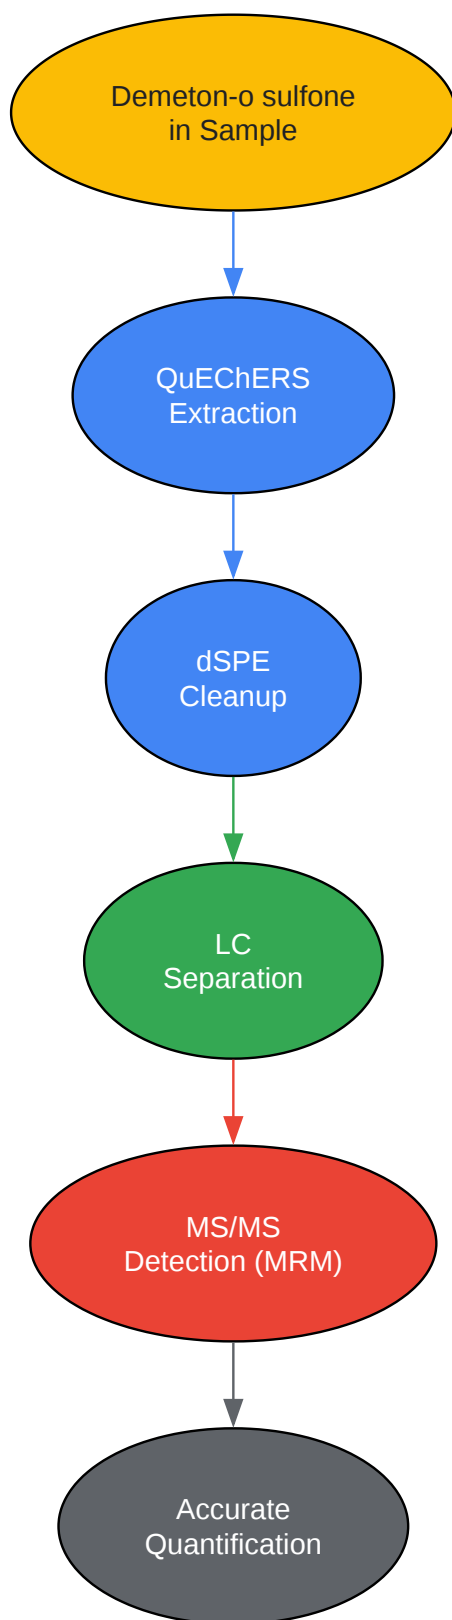 Demeton-o sulfone
in Sample
QuEChERS
Extraction
dSPE
Cleanup
LC
Separation
MS/MS
Detection (MRM)
Accurate
Quantification